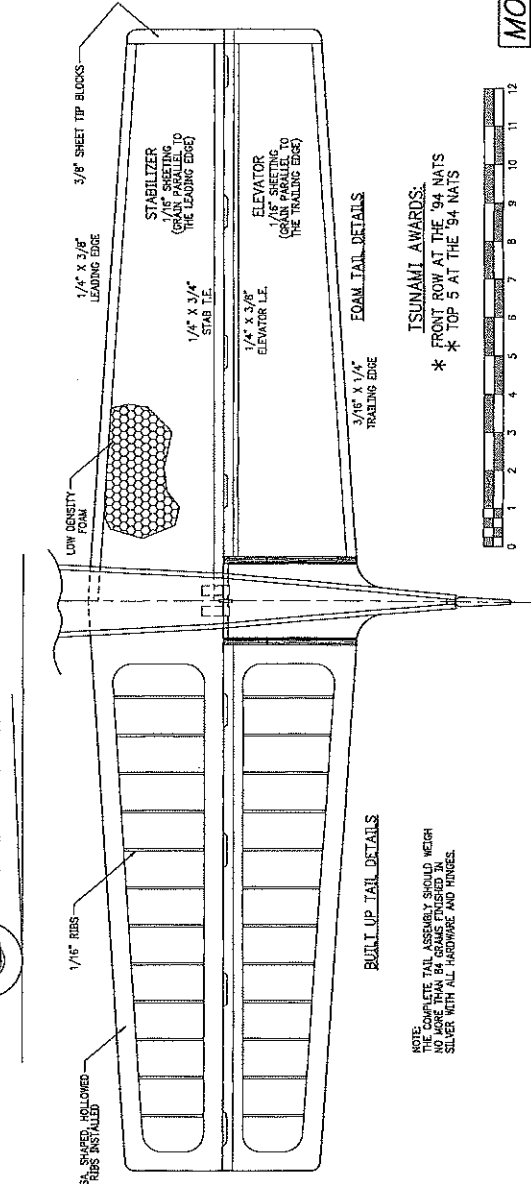 3/8" SHEET TIP BLOCKS
1/4" X 3/8"
LEADING EDGE
STABILIZER
1/16" SHEETING
(GRAIN PARALLEL TO
THE LEADING EDGE)
LOW DENSITY
FOAM
1/4" X 3/4"
STAB T.E.
1/4" X 3/8"
ELEVATOR L.E.
ELEVATOR
1/16" SHEETING
(GRAIN PARALLEL TO
THE TRAILING EDGE)
3/16" X 1/4"
TRAILING EDGE
FOAM TAIL DETAILS
TSUNAMI AWARDS:
* FRONT ROW AT THE '94 NATS
* TOP 5 AT THE '94 NATS
0 1 2 3 4 5 6 7 8 9 10 11 12
MO
SA, SHAPED, HOLLOWED
RIBS INSTALLED
1/16" RIBS
BUILT UP TAIL DETAILS
NOTE:
THE COMPLETE TAIL ASSEMBLY SHOULD WEIGH
NO MORE THAN 84 GRAMS FINISHED IN
SILVER WITH ALL HARDWARE AND HINGES.